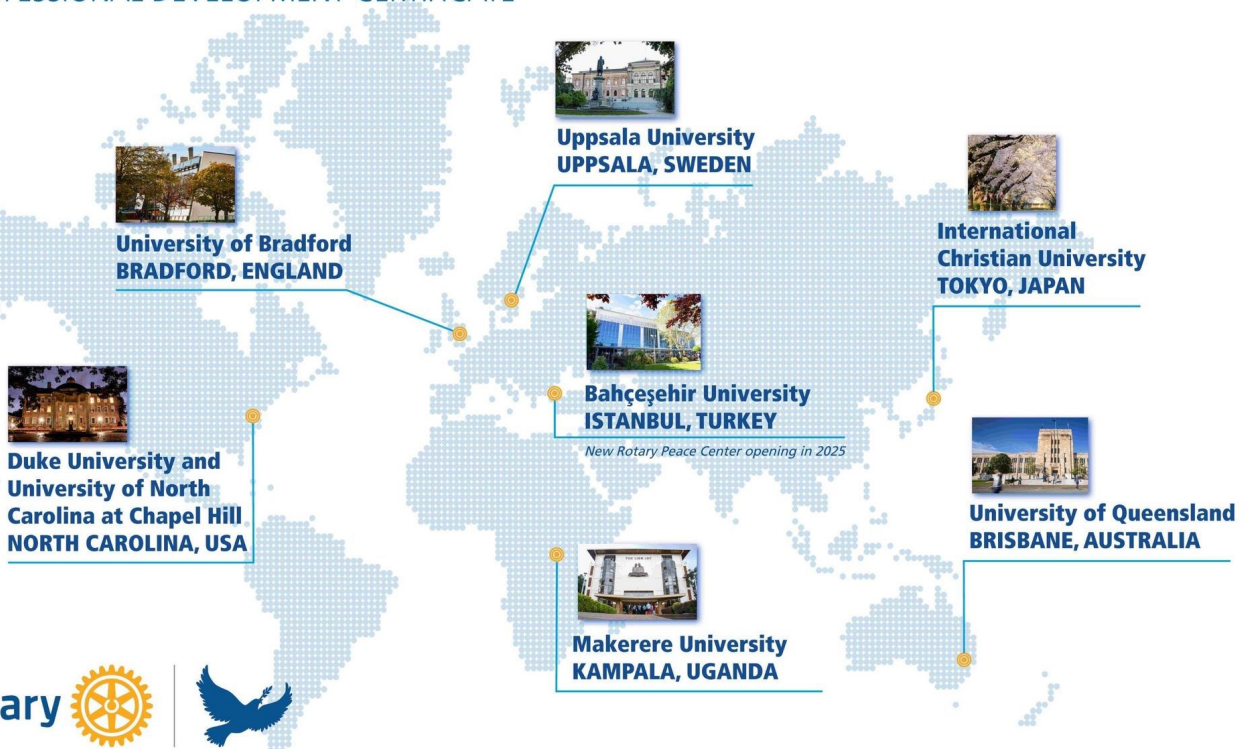 Uppsala University
UPPSALA, SWEDEN
University of Bradford
BRADFORD, ENGLAND
International
Christian University
TOKYO, JAPAN
Bahçeşehir University
ISTANBUL, TURKEY
New Rotary Peace Center opening in 2025
Duke University and
University of North
Carolina at Chapel Hill
NORTH CAROLINA, USA
University of Queensland
BRISBANE, AUSTRALIA
Makerere University
KAMPALA, UGANDA
ary